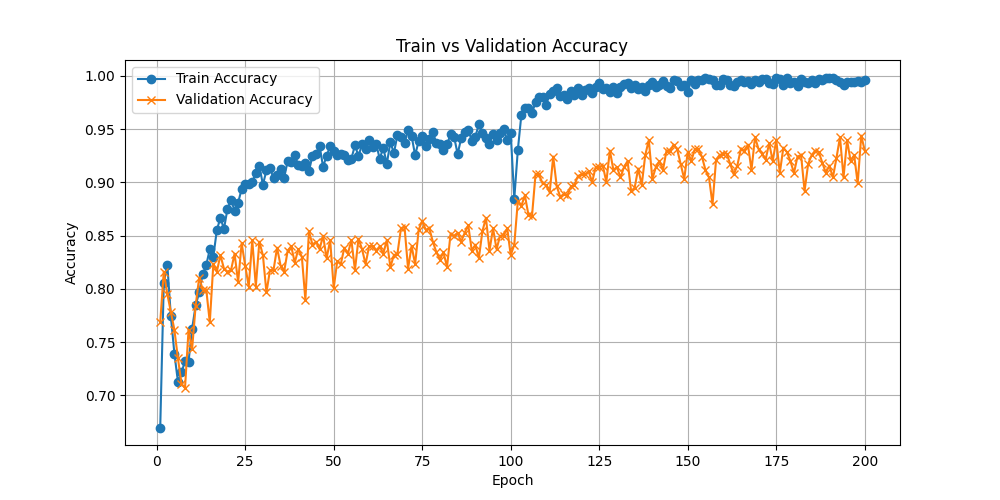 Train vs Validation Accuracy
Train Accuracy
Validation Accuracy
1.00
0.95
0.90
0.85
0.80
0.75
0.70
Accuracy
0 25 50 75 100 125 150 175 200
Epoch